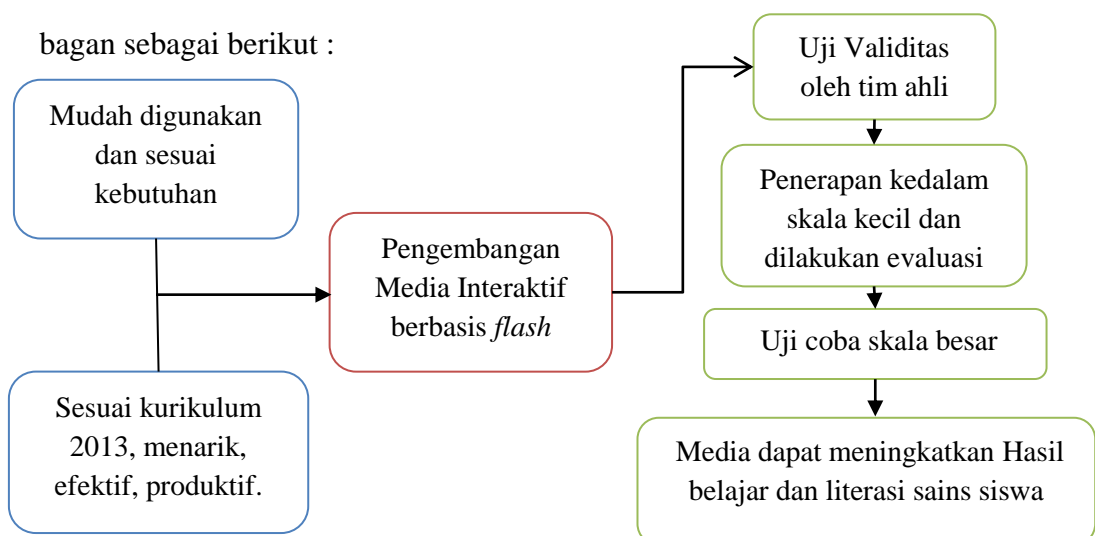 bagan sebagai berikut :
Mudah digunakan
dan sesuai
kebutuhan
Sesuai kurikulum
2013, menarik,
efektif, produktif.
Pengembangan
Media Interaktif
berbasis flash
Uji Validitas
oleh tim ahli
Penerapan kedalam
skala kecil dan
dilakukan evaluasi
Uji coba skala besar
Media dapat meningkatkan Hasil
belajar dan literasi sains siswa